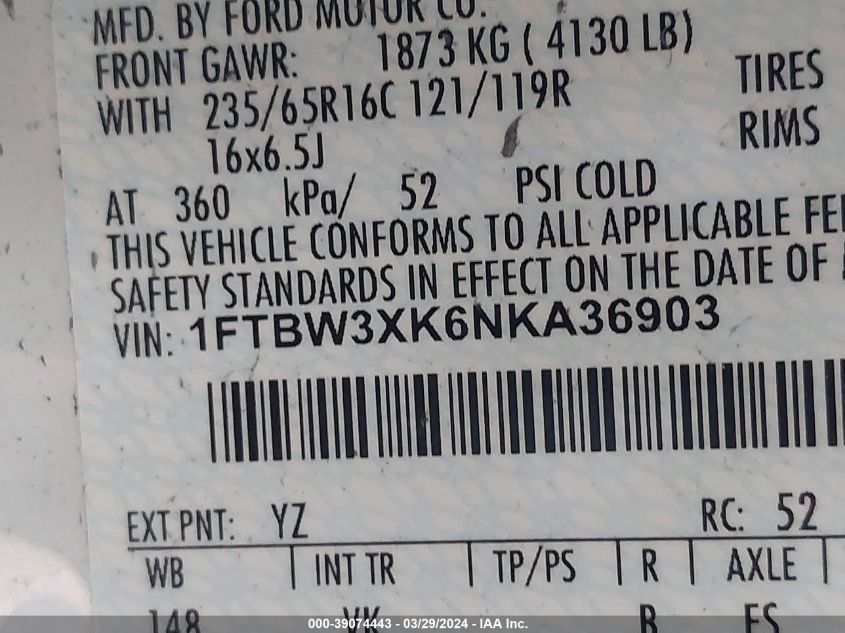 MFD. BY FORD MOTOR CO.
FRONT GAWR: 1873 KG ( 4130 LB)
WITH 235/65R16C 121/119R TIRES
16x6.5J RIMS
AT 360 kPa/ 52 PSI COLD
THIS VEHICLE CONFORMS TO ALL APPLICABLE
SAFETY STANDARDS IN EFFECT ON THE DATE OF
VIN: 1FTBW3XK6NKA36903
EXT PNT: YZ RC: 52
WB INT TR TP/PS R AXLE
148 VK B FS
000-39074443 - 03/29/2024 - IAA Inc.